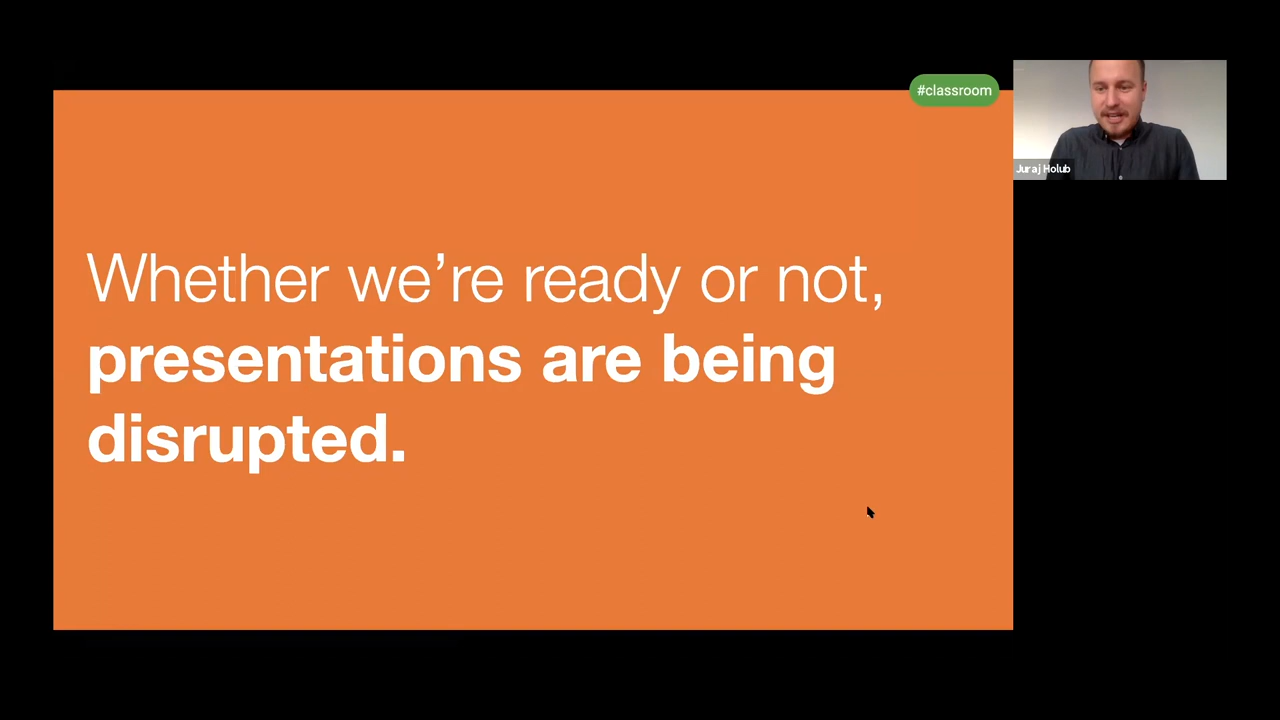 #classroom
Juraj Holub
Whether we’re ready or not,
presentations are being
disrupted.